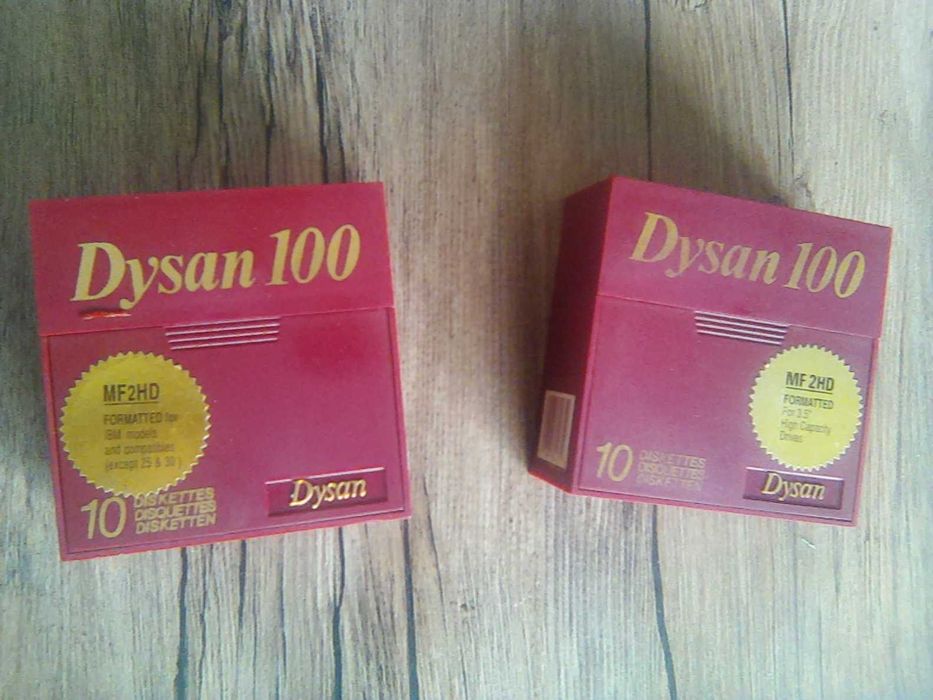 Dysan 100
MF2HD
FORMATTED for
IBM models
and compatibles
(except 25 & 30)
10
DISKETTES
DISQUETTES
DISKETTEN
Dysan
Dysan 100
MF 2HD
FORMATTED
For 3.5"
High Capacity
Drives
10
DISKETTES
DISQUETTES
DISKETTEN
Dysan